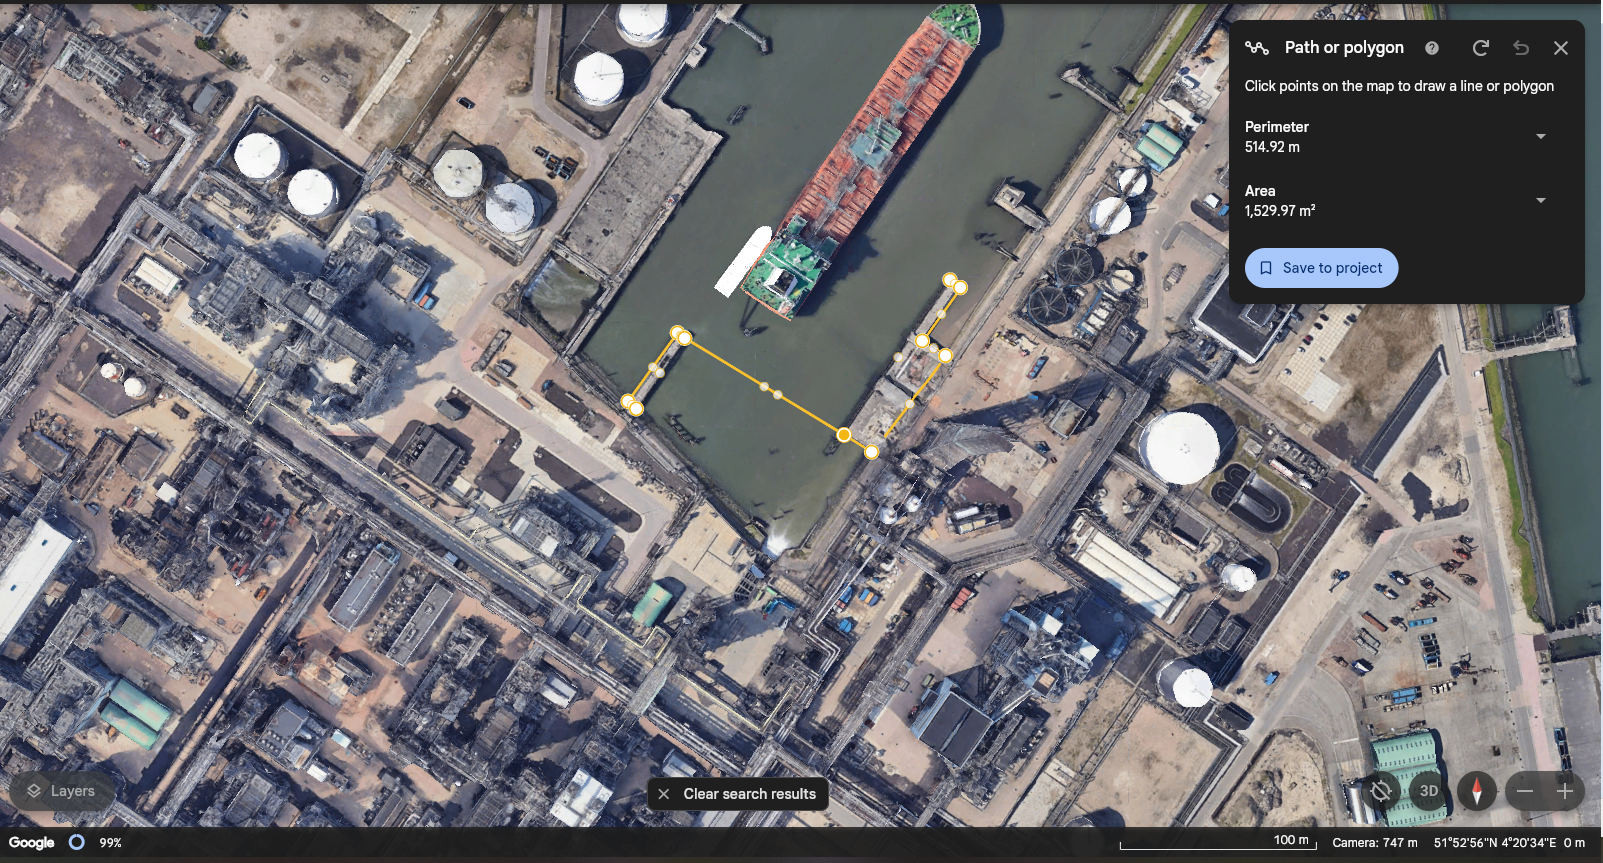 Path or polygon
Click points on the map to draw a line or polygon
Perimeter
514.92 m
Area
1,529.97 m²
Save to project
Layers
Clear search results
3D
Google
99%
100 m
Camera: 747 m
51°52'56"N 4°20'34"E
0 m